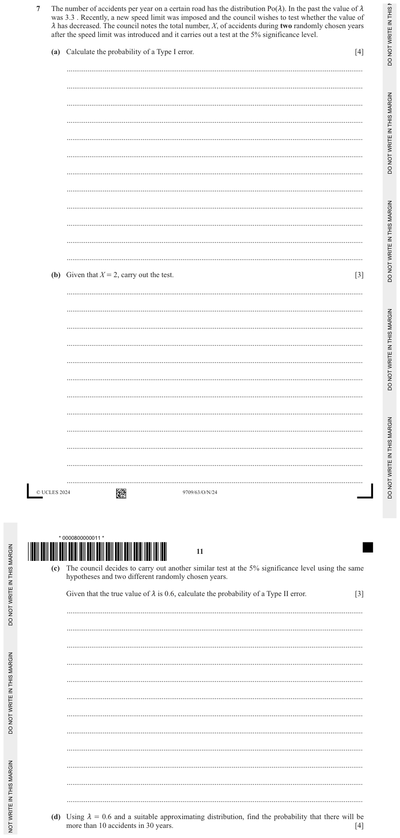 7 The number of accidents per year on a certain road has the distribution Po(λ). In the past the value of λ
was 3.3 . Recently, a new speed limit was imposed and the council wishes to test whether the value of
λ has decreased. The council notes the total number, X, of accidents during two randomly chosen years
after the speed limit was introduced and it carries out a test at the 5% significance level.
(a) Calculate the probability of a Type I error. [4]
(b) Given that X = 2, carry out the test. [3]
© UCLES 2024 9709/63/O/N/24
DO NOT WRITE IN THIS MARGIN
DO NOT WRITE IN THIS MARGIN
DO NOT WRITE IN THIS MARGIN
DO NOT WRITE IN THIS MARGIN
DO NOT WRITE IN THIS MARGIN
* 0000800000011 *
11
(c) The council decides to carry out another similar test at the 5% significance level using the same
hypotheses and two different randomly chosen years.
Given that the true value of λ is 0.6, calculate the probability of a Type II error. [3]
(d) Using λ = 0.6 and a suitable approximating distribution, find the probability that there will be
more than 10 accidents in 30 years. [4]
DO NOT WRITE IN THIS MARGIN
DO NOT WRITE IN THIS MARGIN
DO NOT WRITE IN THIS MARGIN